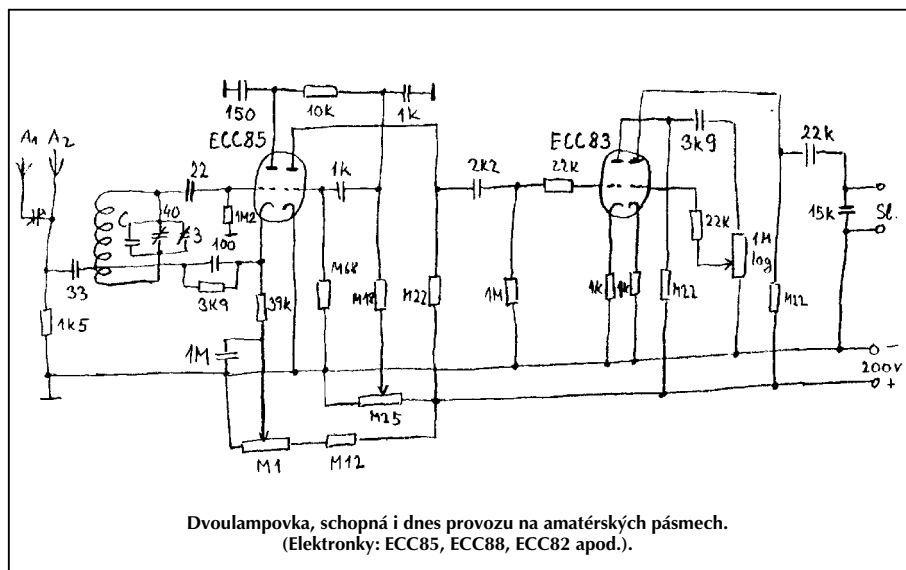 150
10k
1k
ECC85
ECC83
3k9
22k
A1 A2
22
1k
2k2
22k
1M2
C
40
3
100
22k
1M
log
15k
Sl.
33
3k9
39k
M68
M18
M22
1M
1k
1k
M22
M22
1k5
1M
−
200V
+
M25
M1
M12
Dvoulampovka, schopná i dnes provozu na amatérských pásmech.
(Elektronky: ECC85, ECC88, ECC82 apod.).